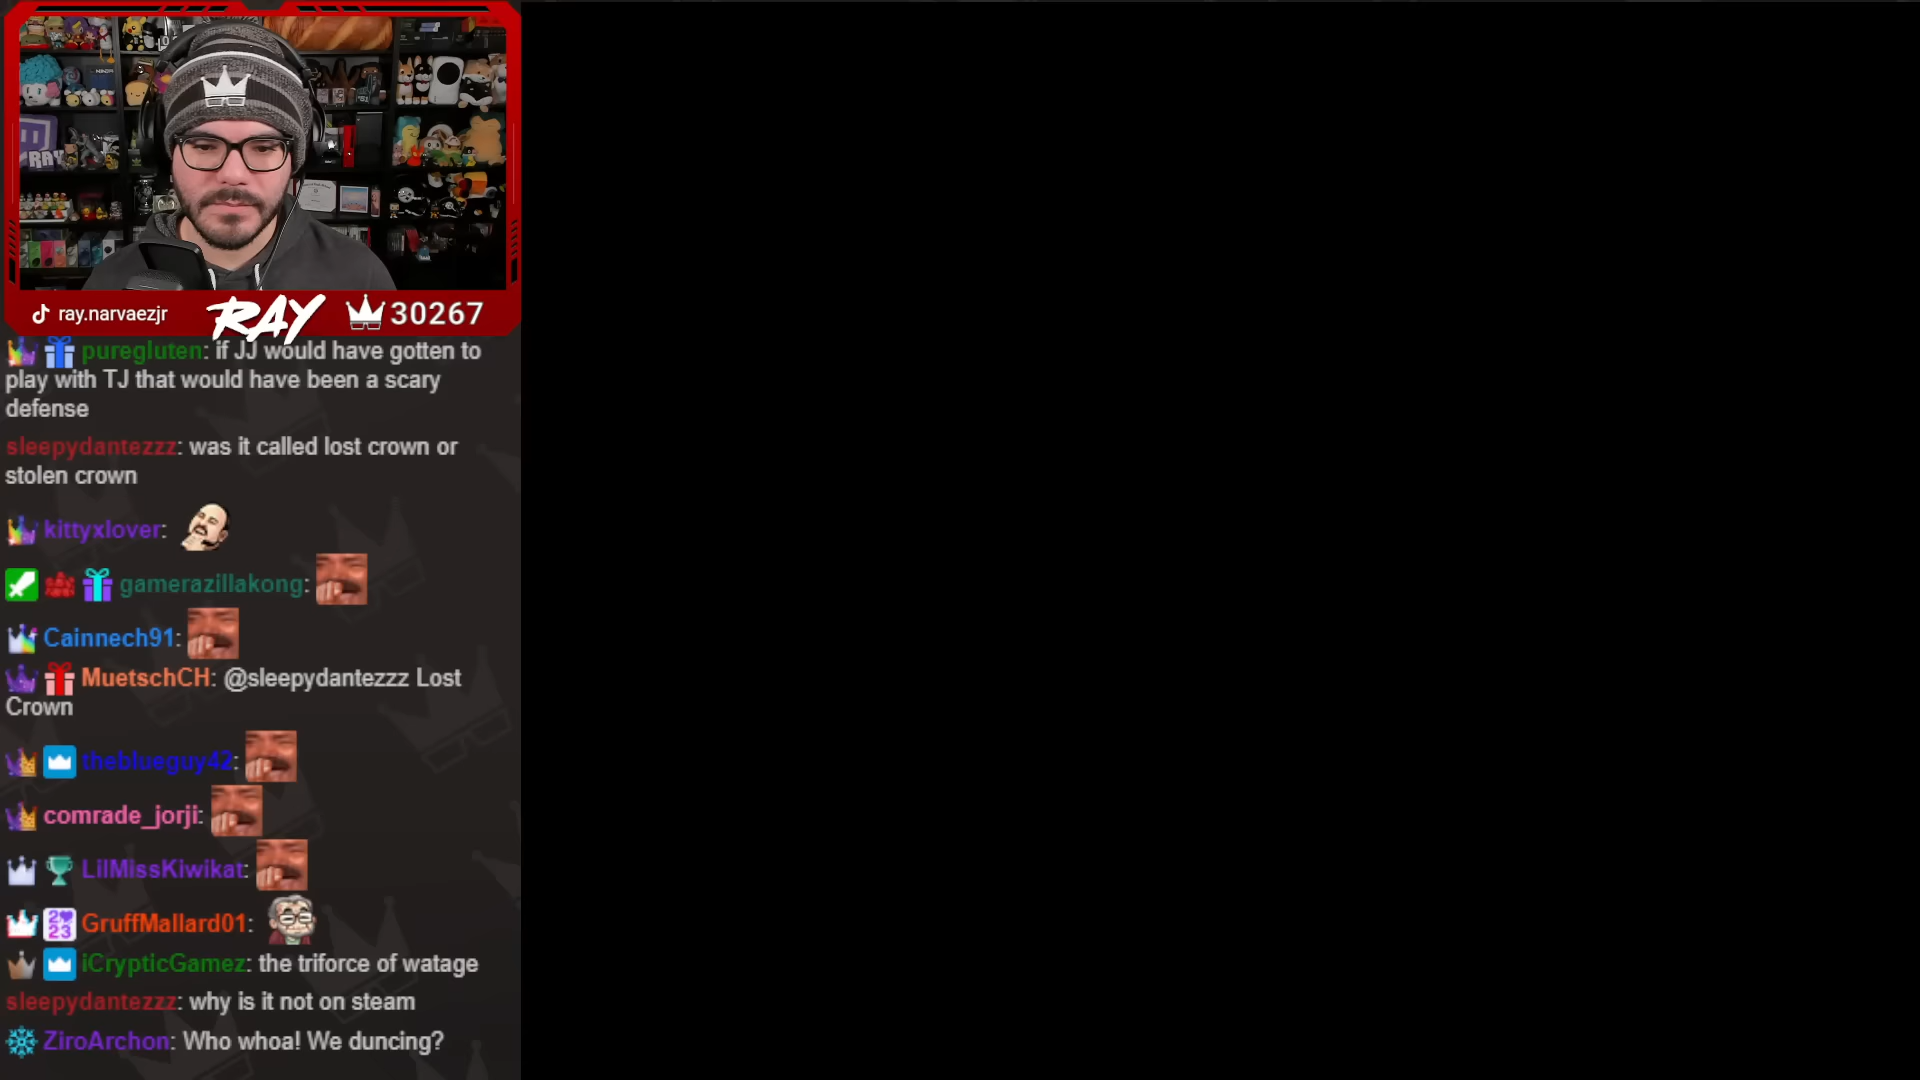 ray.narvaezjr RAY 30267
puregluten: if JJ would have gotten to
play with TJ that would have been a scary
defense
sleepydantezzz: was it called lost crown or
stolen crown
kittyxlover:
gamerazillakong:
Cainnech91:
MuetschCH: @sleepydantezzz Lost
Crown
theblueguy42:
comrade_jorji:
LilMissKiwikat:
2 23 GruffMallard01:
iCrypticGamez: the triforce of watage
sleepydantezzz: why is it not on steam
ZiroArchon: Who whoa! We duncing?